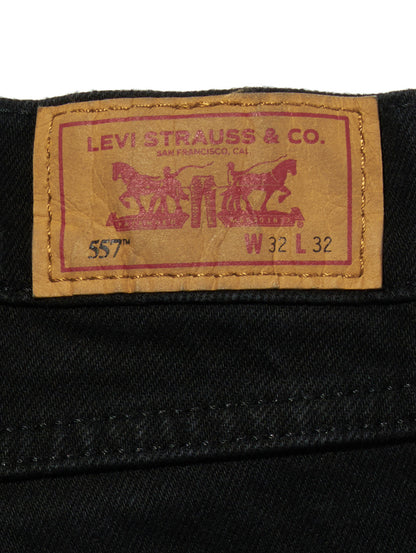 LEVI STRAUSS & CO.
SAN FRANCISCO, CAL.
557™ W 32 L 32